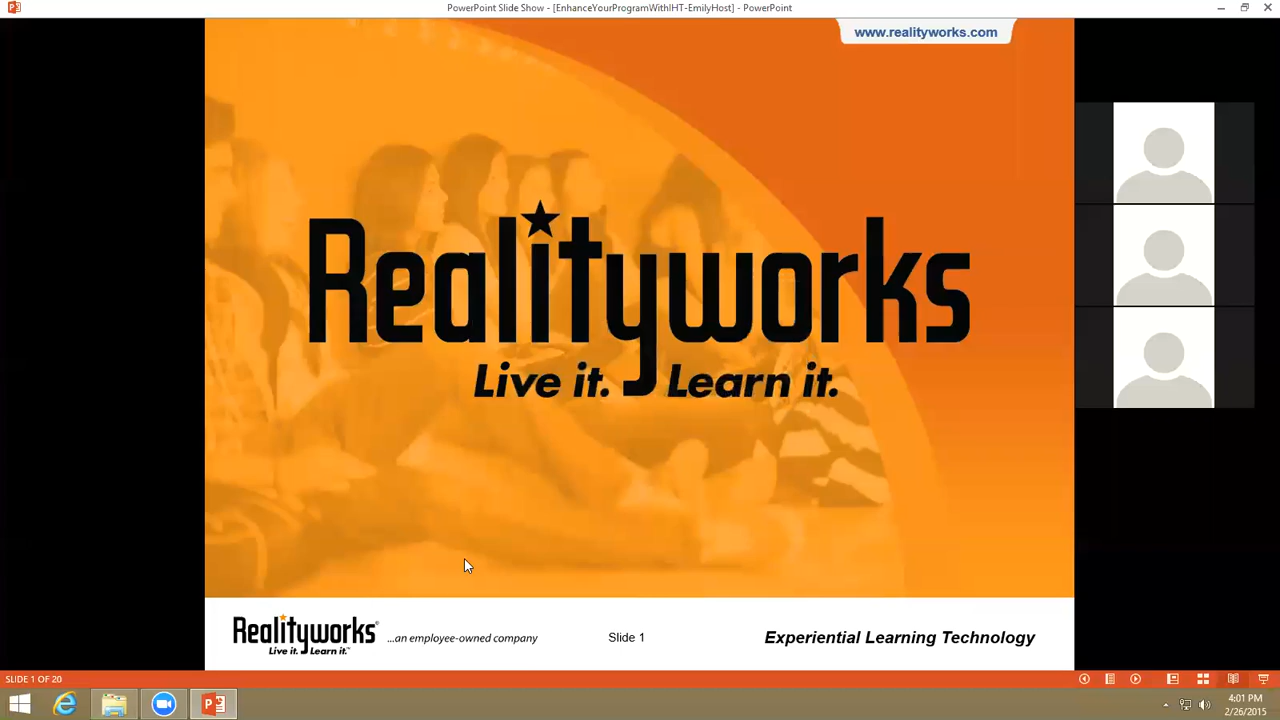 PowerPoint Slide Show - [EnhanceYourProgramWithIHT-EmilyHost] - PowerPoint
www.realityworks.com
Realityworks
Live it. Learn it.
Realityworks®
Live it. Learn it.™
...an employee-owned company
Slide 1
Experiential Learning Technology
SLIDE 1 OF 20
4:01 PM
2/26/2015